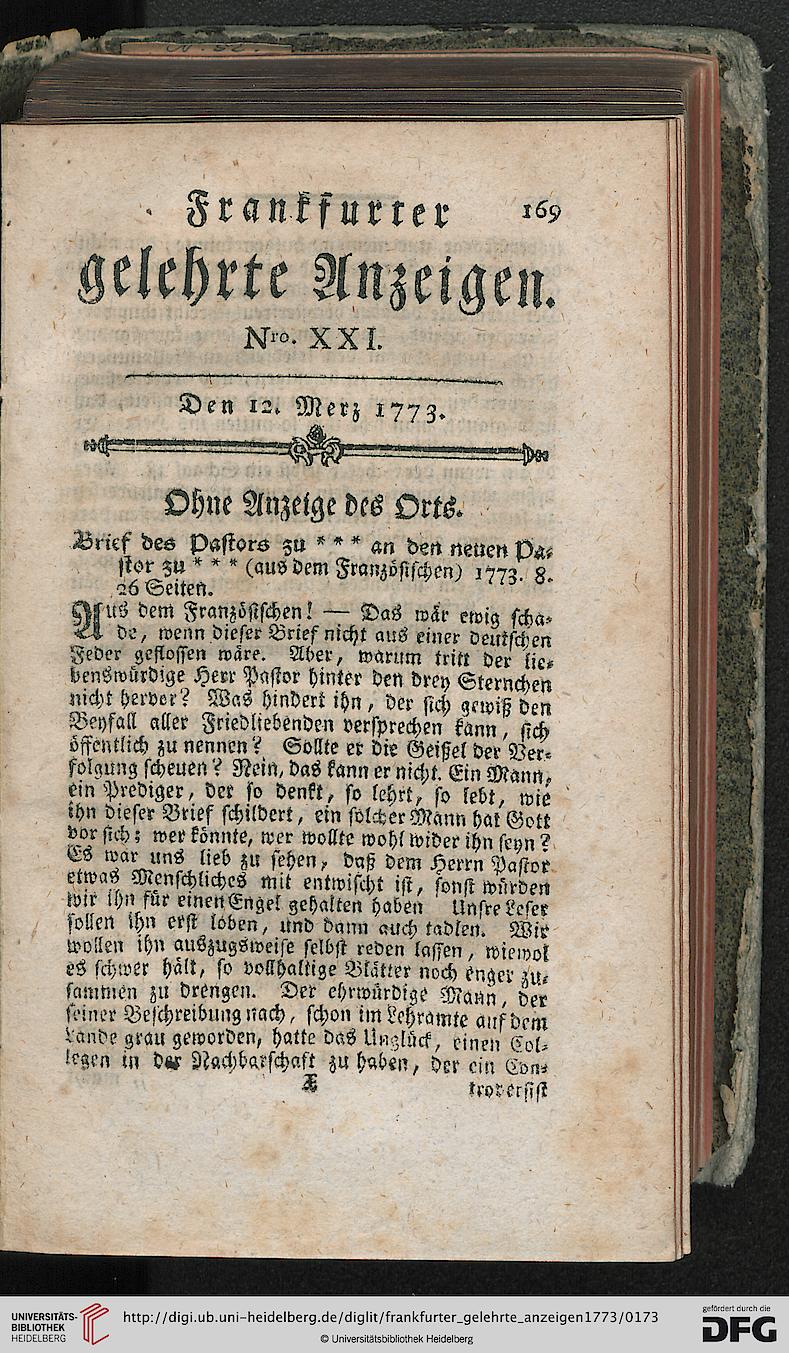 Frankfurter 169
gelehrte Anzeigen.
Nro. XXI.
Den 12. Merz 1773.
Ohne Anzeige des Orts.
Brief des Pastors zu * * * an den neuen Pa-
stor zu * * * (aus dem Französischen) 1773. 8.
26 Seiten.
Aus dem Französischen! — Das wär ewig scha-
de, wenn dieser Brief nicht aus einer deutschen
Feder geflossen wäre. Aber, warum tritt der lie-
benswürdige Herr Pastor hinter den drey Sternchen
nicht hervor? Was hindert ihn, der sich gewiß den
Beyfall aller Friedliebenden versprechen kann, sich
öffentlich zu nennen? Sollte er die Geißel der Ver-
folgung scheuen? Nein, das kann er nicht. Ein Mann,
ein Prediger, der so denkt, so lehrt, so lebt, wie
ihn dieser Brief schildert, ein solcher Mann hat Gott
vor sich; wer könnte, wer wollte wohl wider ihn seyn?
Es war uns lieb zu sehen, daß dem Herrn Pastor
etwas Menschliches mit entwischt ist, sonst würden
wir ihn für einen Engel gehalten haben Unsre Leser
sollen ihn erst loben, und dann auch tadlen. Wir
wollen ihn auszugsweise selbst reden lassen, wiewol
es schwer hält, so vollhaltige Blätter noch enger zu-
sammen zu drengen. Der ehrwürdige Mann, der
seiner Beschreibung nach, schon im Lehramte auf dem
Lande grau geworden, hatte das Unglück, einen Col-
legen in der Nachbarschaft zu haben, der ein Con-
X troversist
UNIVERSITÄTS-
BIBLIOTHEK
HEIDELBERG
http://digi.ub.uni-heidelberg.de/diglit/frankfurter_gelehrte_anzeigen1773/0173
© Universitätsbibliothek Heidelberg
gefördert durch die
DFG